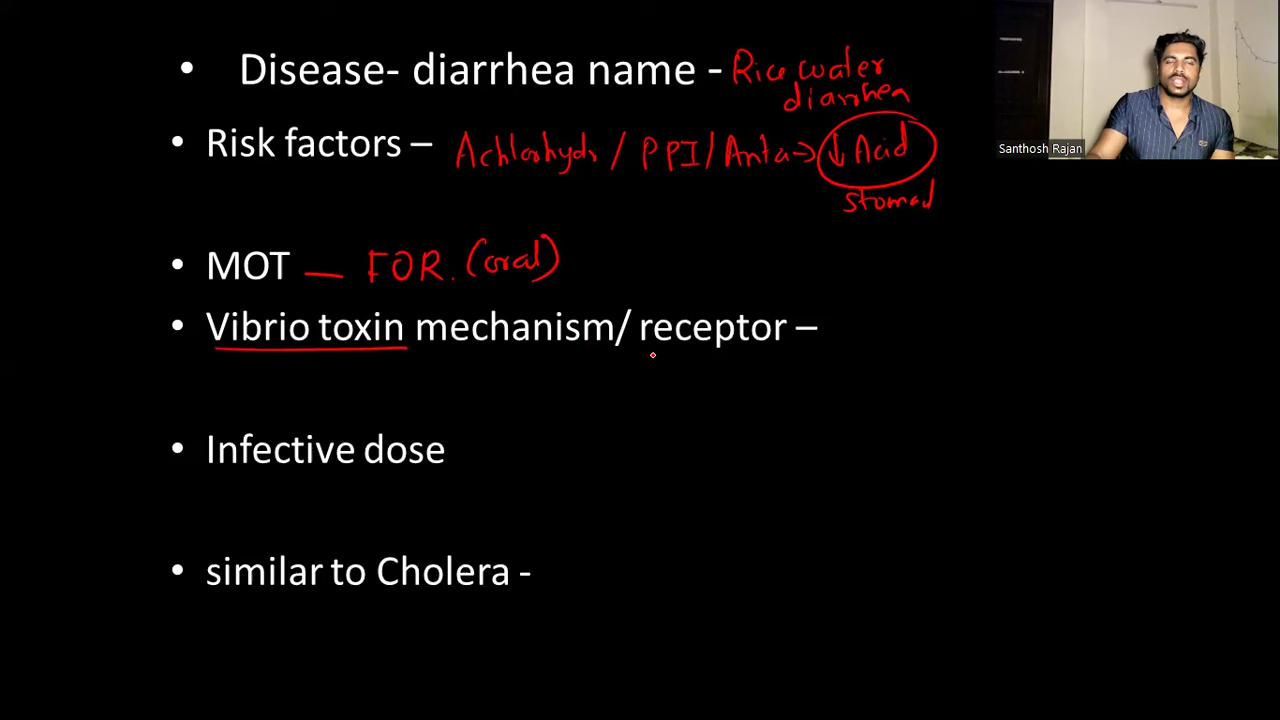 • Disease- diarrhea name - Rice water
diarrhea
• Risk factors – Achlorhydr / PPI / Anta → ↓ Acid
stomad
• MOT — FOR. (oral)
• Vibrio toxin mechanism/ receptor –
• Infective dose
• similar to Cholera -
Santhosh Rajan